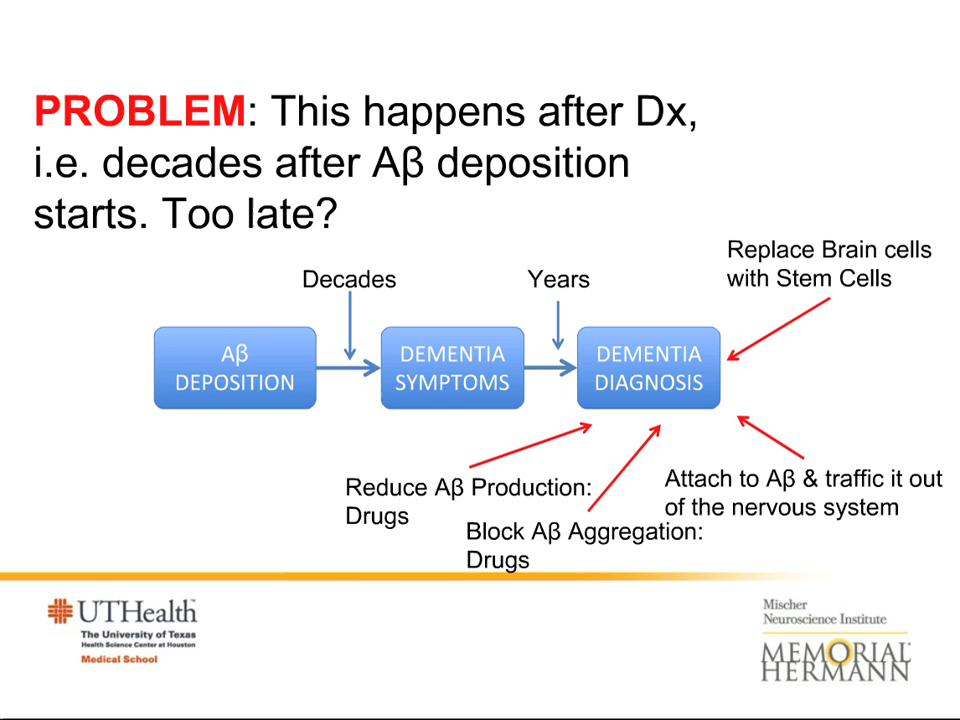 PROBLEM: This happens after Dx,
i.e. decades after Aβ deposition
starts. Too late?
Replace Brain cells
with Stem Cells
Decades
Years
Aβ
DEPOSITION
DEMENTIA
SYMPTOMS
DEMENTIA
DIAGNOSIS
Reduce Aβ Production:
Drugs
Block Aβ Aggregation:
Drugs
Attach to Aβ & traffic it out
of the nervous system
UTHealth
The University of Texas
Health Science Center at Houston
Medical School
Mischer
Neuroscience Institute
MEMORIAL
HERMANN